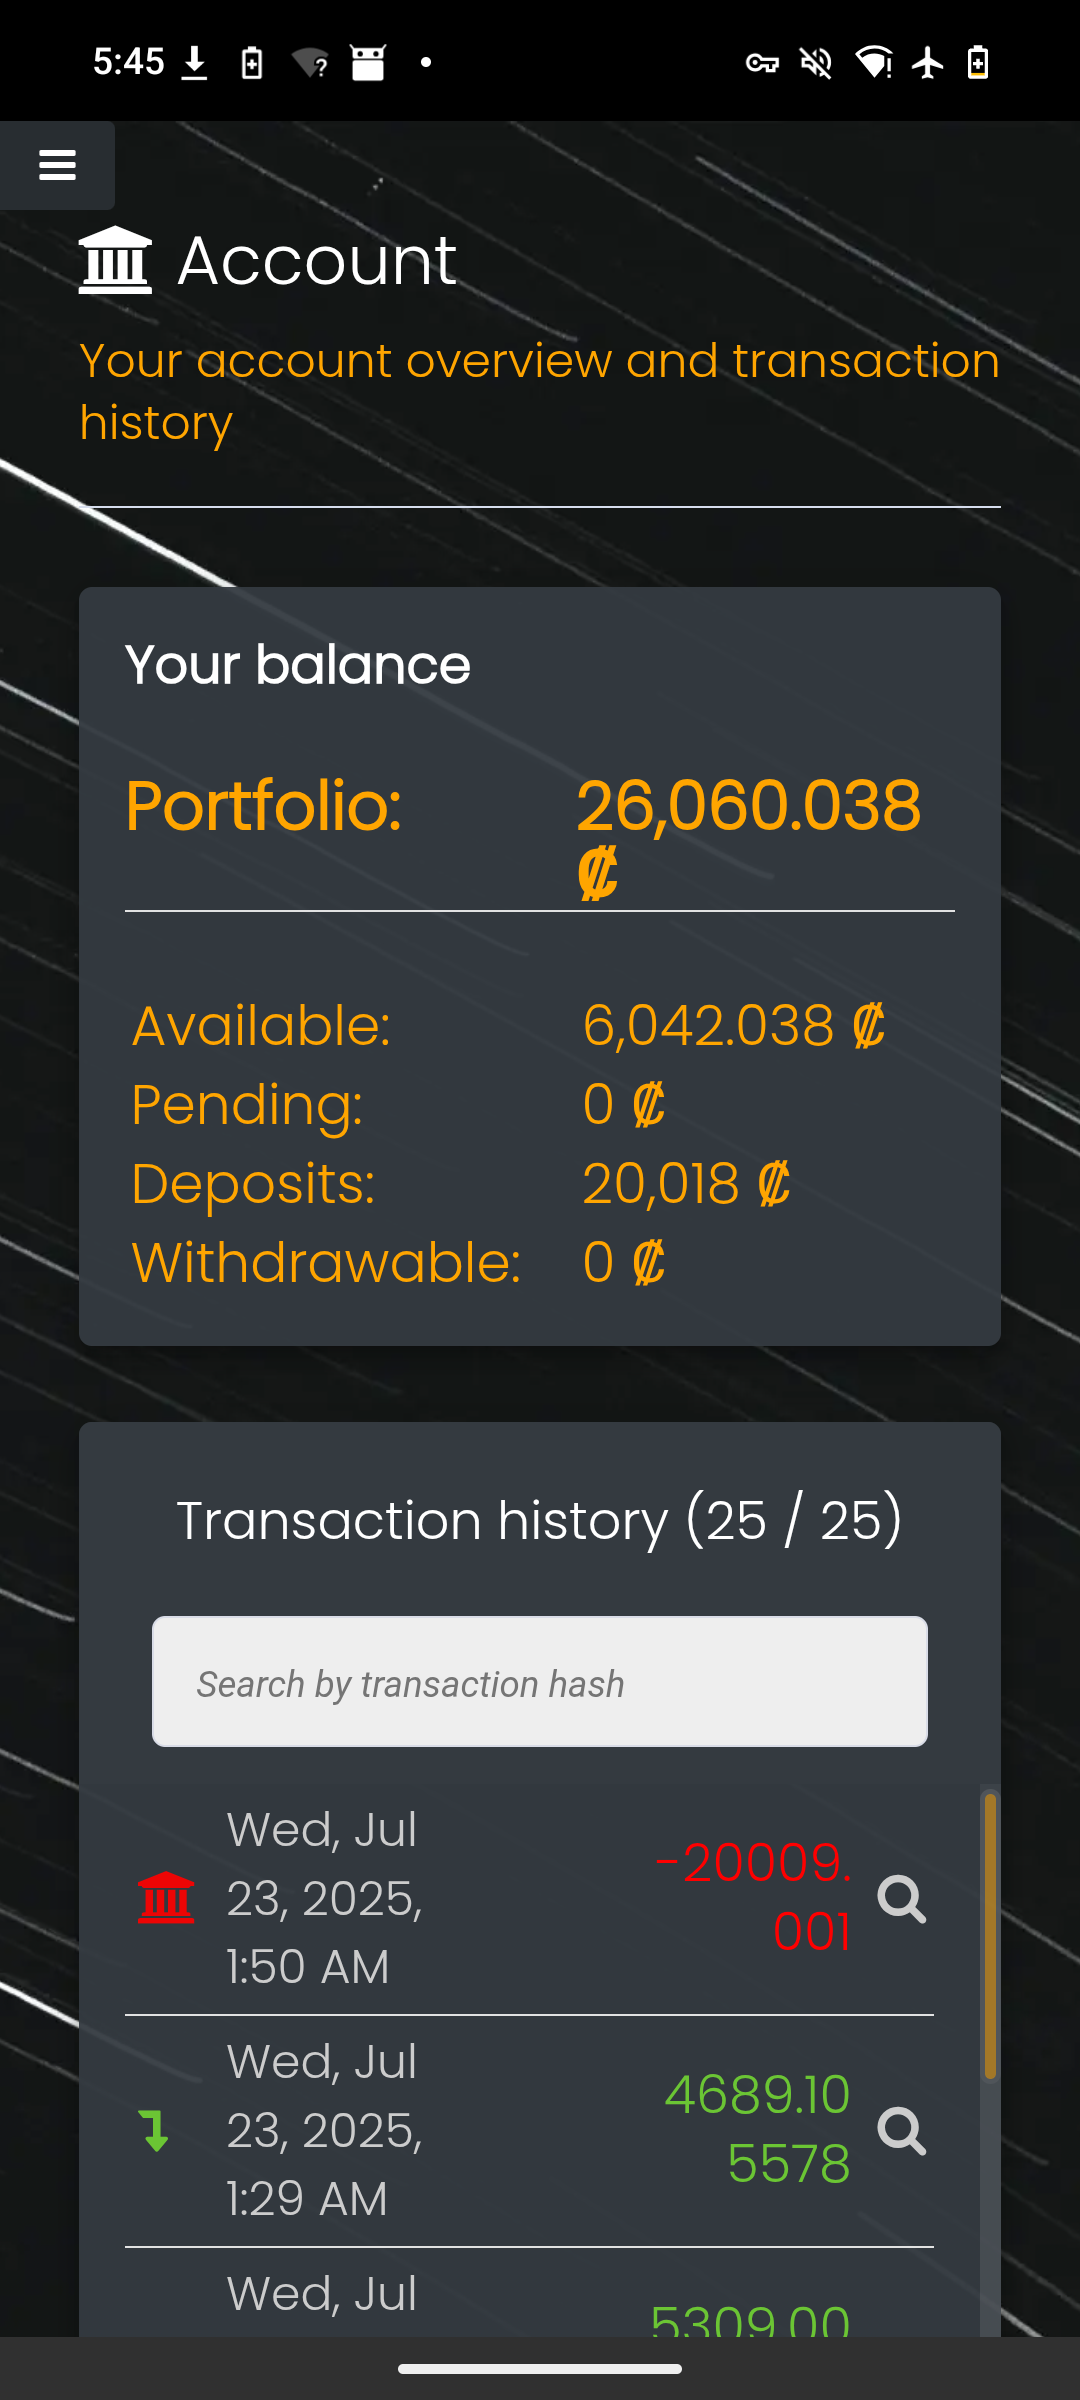 5:45
Account
Your account overview and transaction
history
Your balance
Portfolio: 26,060.038
₡
Available: 6,042.038 ₡
Pending: 0 ₡
Deposits: 20,018 ₡
Withdrawable: 0 ₡
Transaction history (25 / 25)
Search by transaction hash
Wed, Jul
23, 2025,
1:50 AM
-20009.
001
Wed, Jul
23, 2025,
1:29 AM
4689.10
5578
Wed, Jul
5309.00